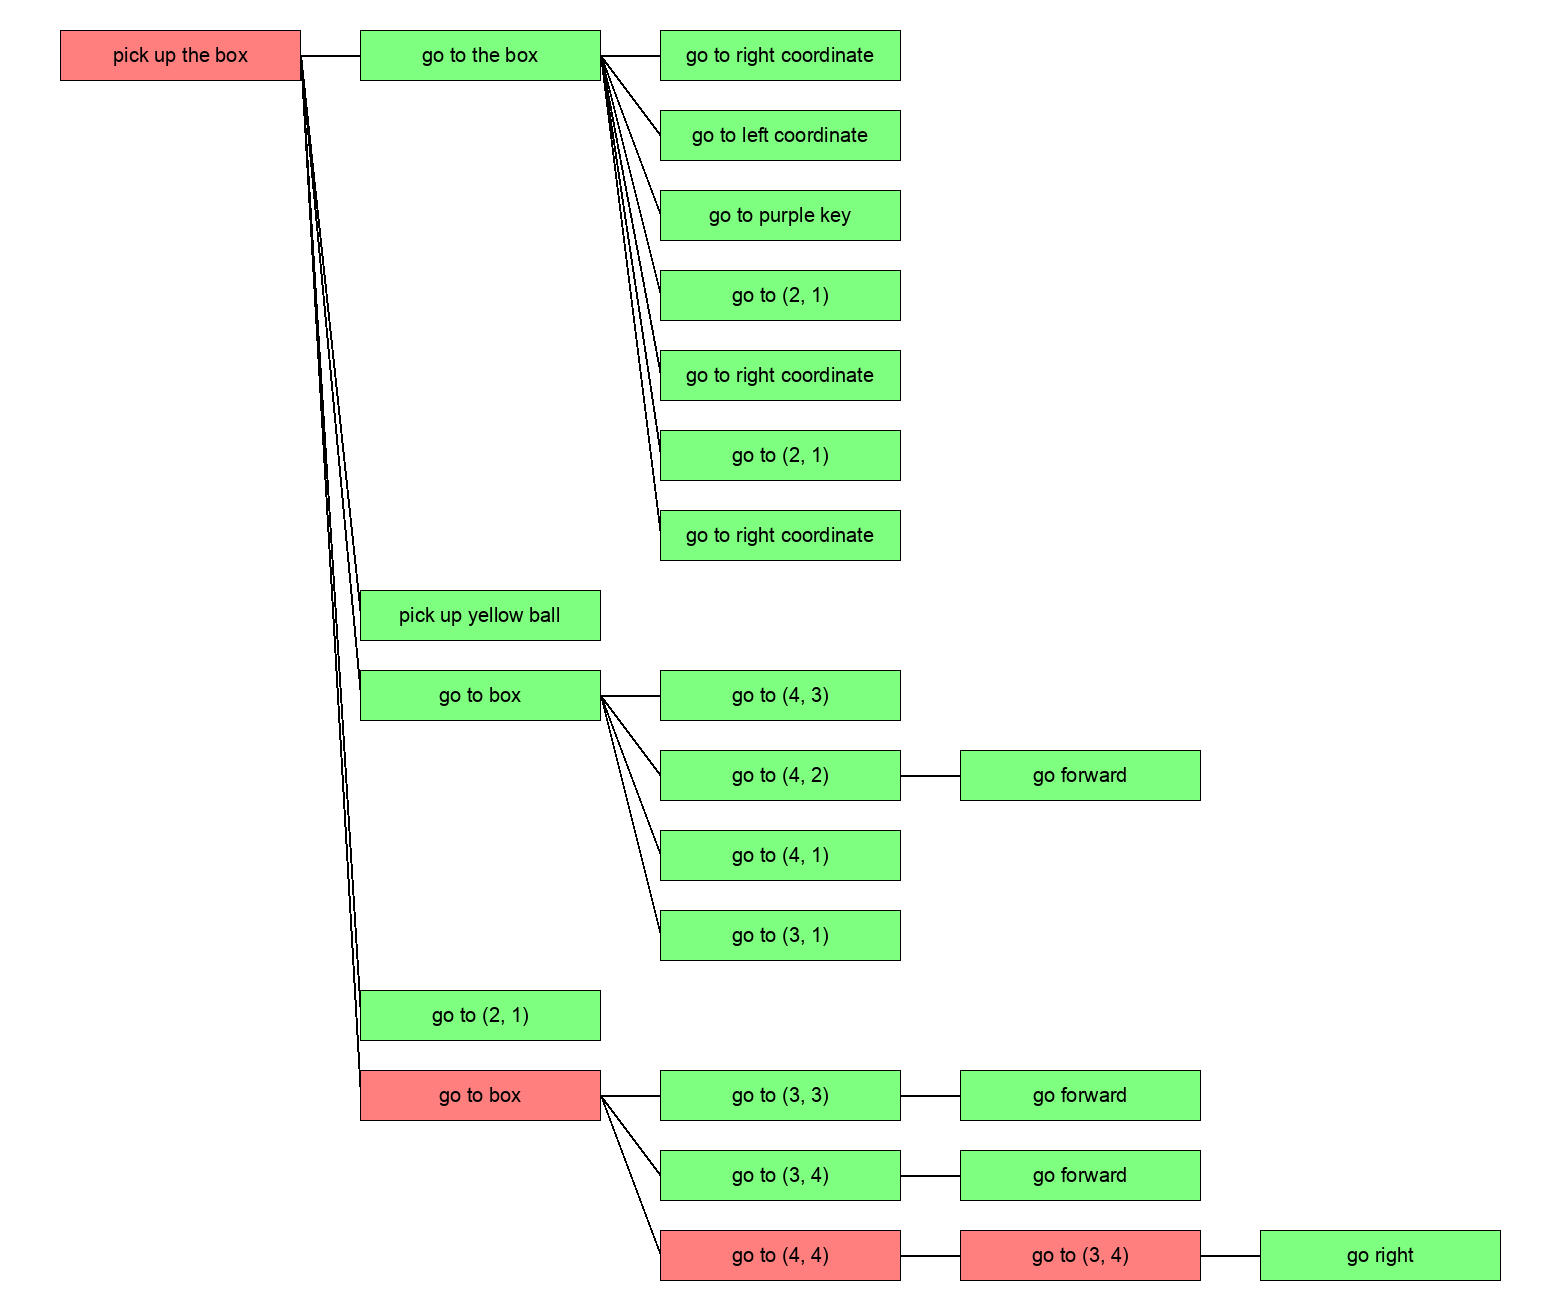 pick up the box
go to the box
go to right coordinate
go to left coordinate
go to purple key
go to (2, 1)
go to right coordinate
go to (2, 1)
go to right coordinate
pick up yellow ball
go to box
go to (4, 3)
go to (4, 2)
go forward
go to (4, 1)
go to (3, 1)
go to (2, 1)
go to box
go to (3, 3)
go forward
go to (3, 4)
go forward
go to (4, 4)
go to (3, 4)
go right